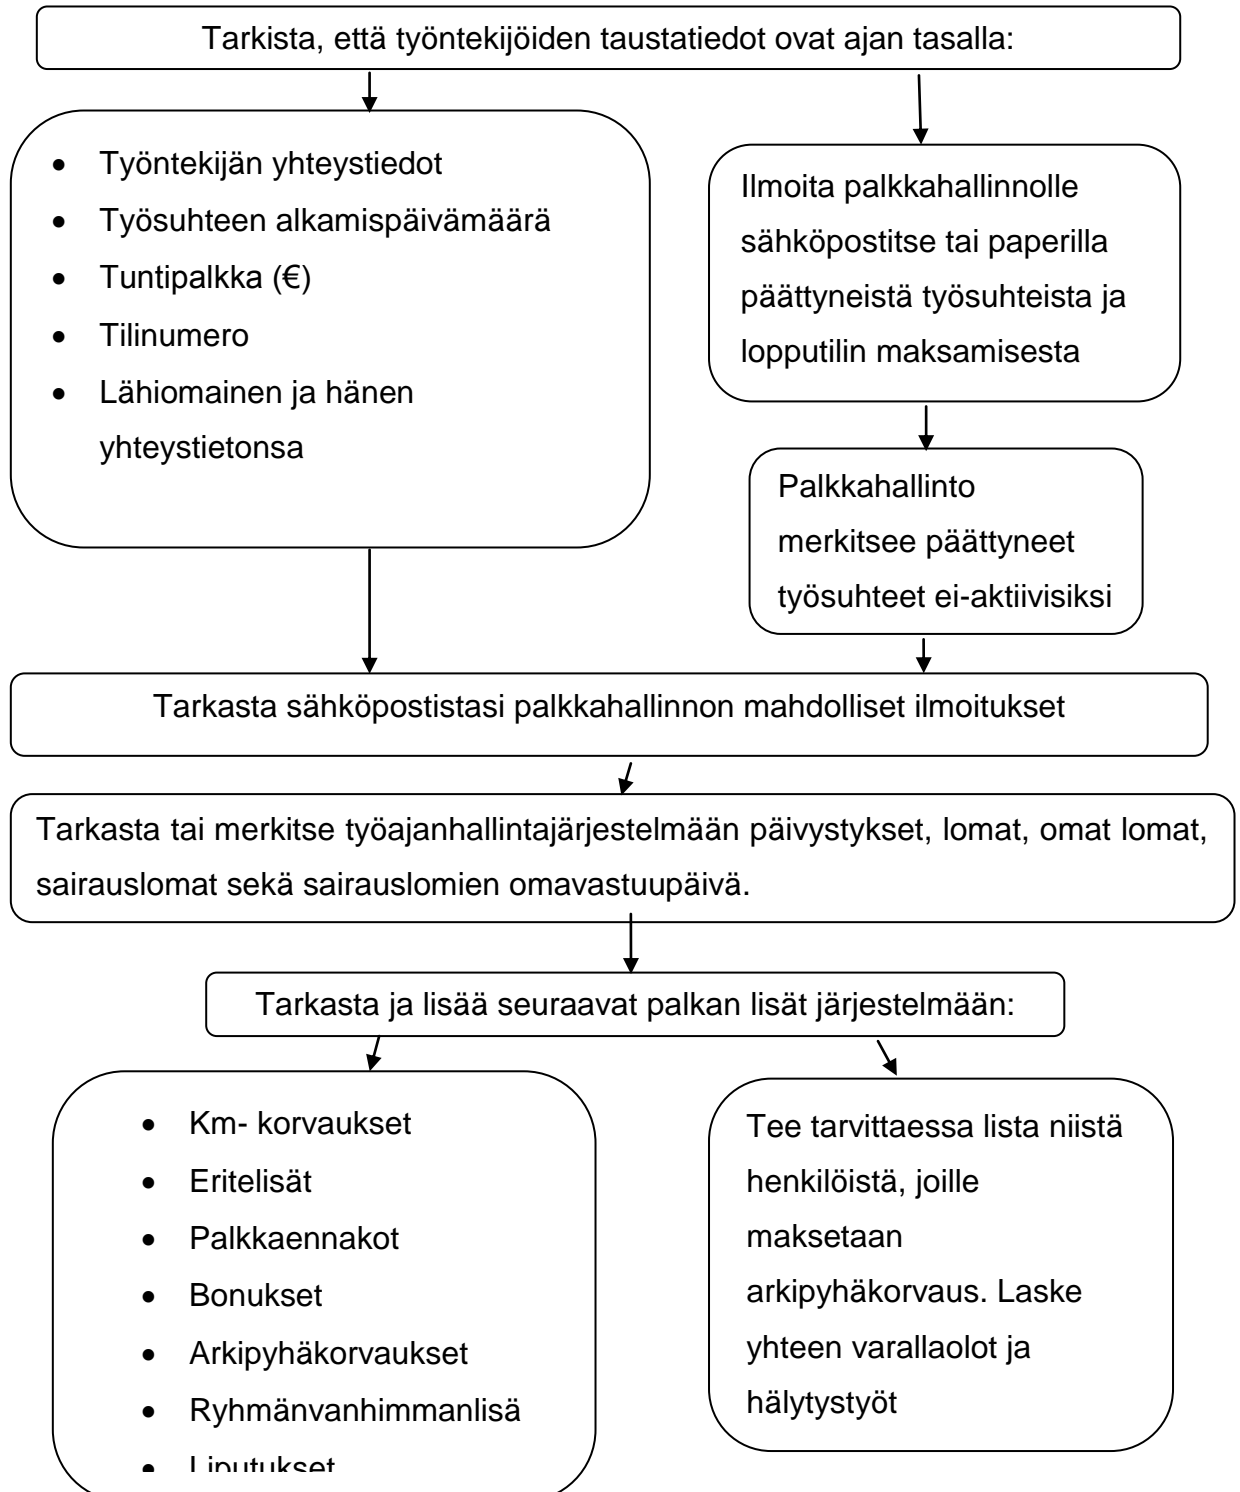 Tarkista, että työntekijöiden taustatiedot ovat ajan tasalla:
• Työntekijän yhteystiedot
• Työsuhteen alkamispäivämäärä
• Tuntipalkka (€)
• Tilinumero
• Lähiomainen ja hänen
yhteystietonsa
Ilmoita palkkahallinnolle
sähköpostitse tai paperilla
päättyneistä työsuhteista ja
lopputilin maksamisesta
Palkkahallinto
merkitsee päättyneet
työsuhteet ei-aktiivisiksi
Tarkasta sähköpostistasi palkkahallinnon mahdolliset ilmoitukset
Tarkasta tai merkitse työajanhallintajärjestelmään päivystykset, lomat, omat lomat,
sairauslomat sekä sairauslomien omavastuupäivä.
Tarkasta ja lisää seuraavat palkan lisät järjestelmään:
• Km- korvaukset
• Eritelisät
• Palkkaennakot
• Bonukset
• Arkipyhäkorvaukset
• Ryhmänvanhimmanlisä
• Liputukset
Tee tarvittaessa lista niistä
henkilöistä, joille
maksetaan
arkipyhäkorvaus. Laske
yhteen varallaolot ja
hälytystyöt